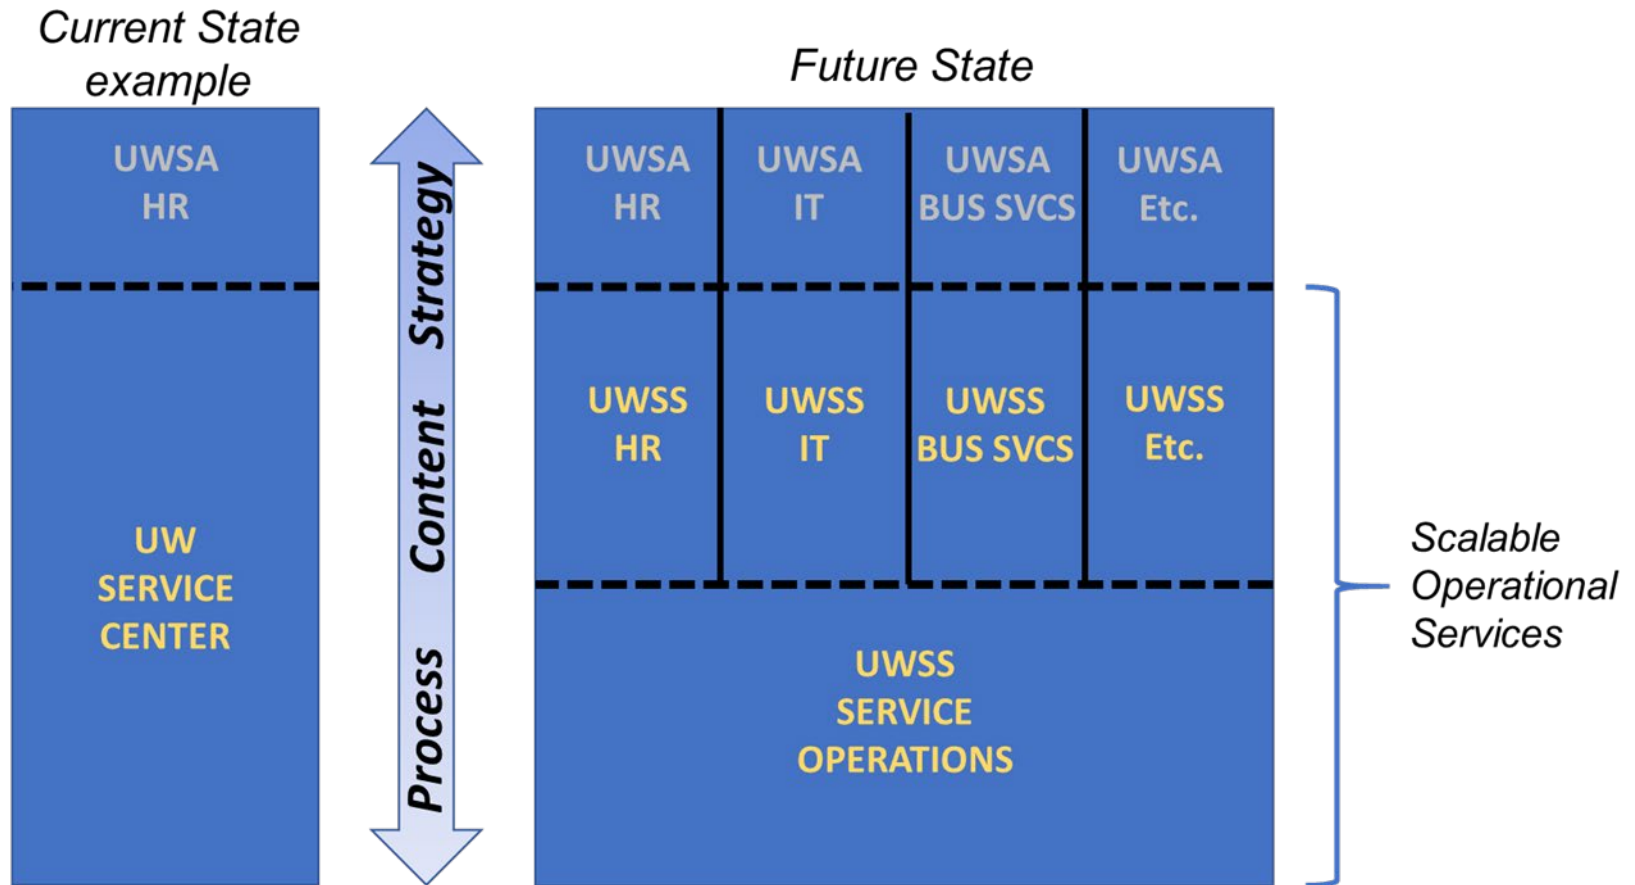 Current State
example
UWSA
HR
UW
SERVICE
CENTER
Strategy
Content
Process
Future State
UWSA
HR
UWSA
IT
UWSA
BUS SVCS
UWSA
Etc.
UWSS
HR
UWSS
IT
UWSS
BUS SVCS
UWSS
Etc.
UWSS
SERVICE
OPERATIONS
Scalable
Operational
Services